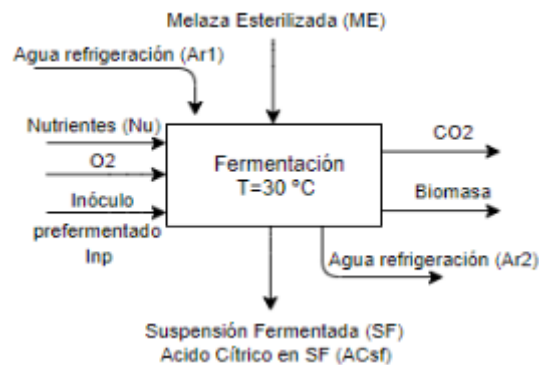 Melaza Esterilizada (ME)
Agua refrigeración (Ar1)
Nutrientes (Nu)
O2
Inóculo
prefermentado
Inp
Fermentación
T=30 ºC
CO2
Biomasa
Agua refrigeración (Ar2)
Suspensión Fermentada (SF)
Acido Cítrico en SF (ACsf)